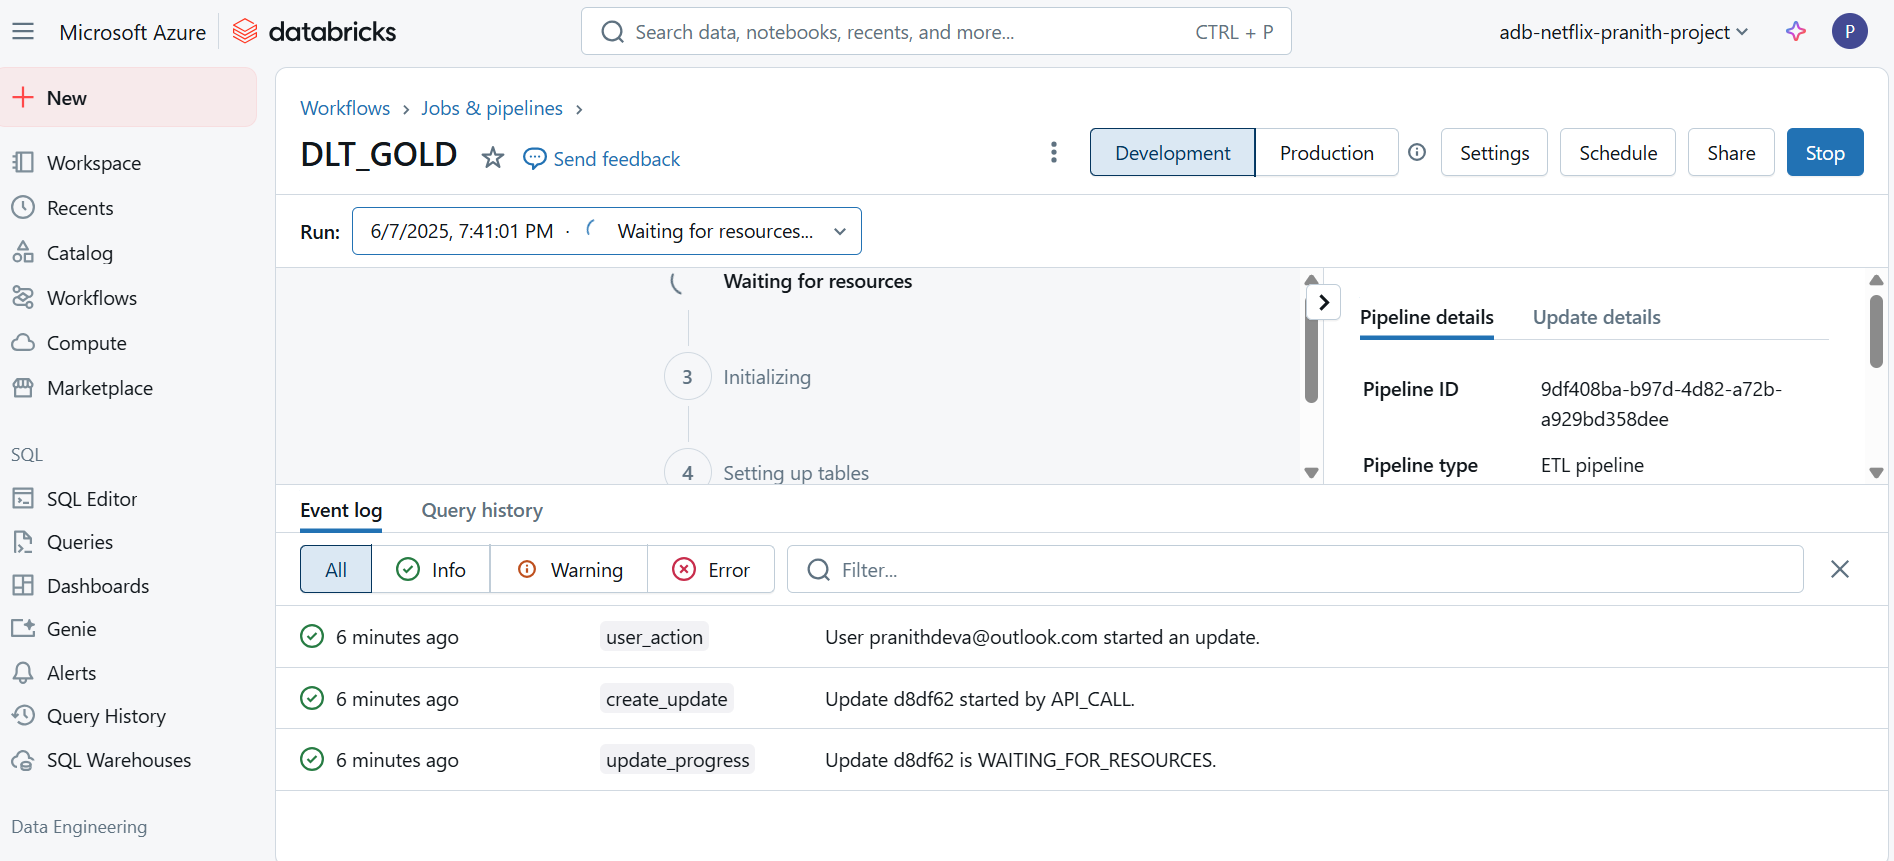 Microsoft Azure databricks
Search data, notebooks, recents, and more... CTRL + P
adb-netflix-pranith-project
P
New
Workspace
Recents
Catalog
Workflows
Compute
Marketplace
SQL
SQL Editor
Queries
Dashboards
Genie
Alerts
Query History
SQL Warehouses
Data Engineering
Workflows › Jobs & pipelines ›
DLT_GOLD Send feedback
Development Production Settings Schedule Share Stop
Run: 6/7/2025, 7:41:01 PM · Waiting for resources...
Waiting for resources
3 Initializing
4 Setting up tables
Pipeline details Update details
Pipeline ID 9df408ba-b97d-4d82-a72b-
a929bd358dee
Pipeline type ETL pipeline
Event log Query history
All Info Warning Error Filter...
6 minutes ago user_action User pranithdeva@outlook.com started an update.
6 minutes ago create_update Update d8df62 started by API_CALL.
6 minutes ago update_progress Update d8df62 is WAITING_FOR_RESOURCES.